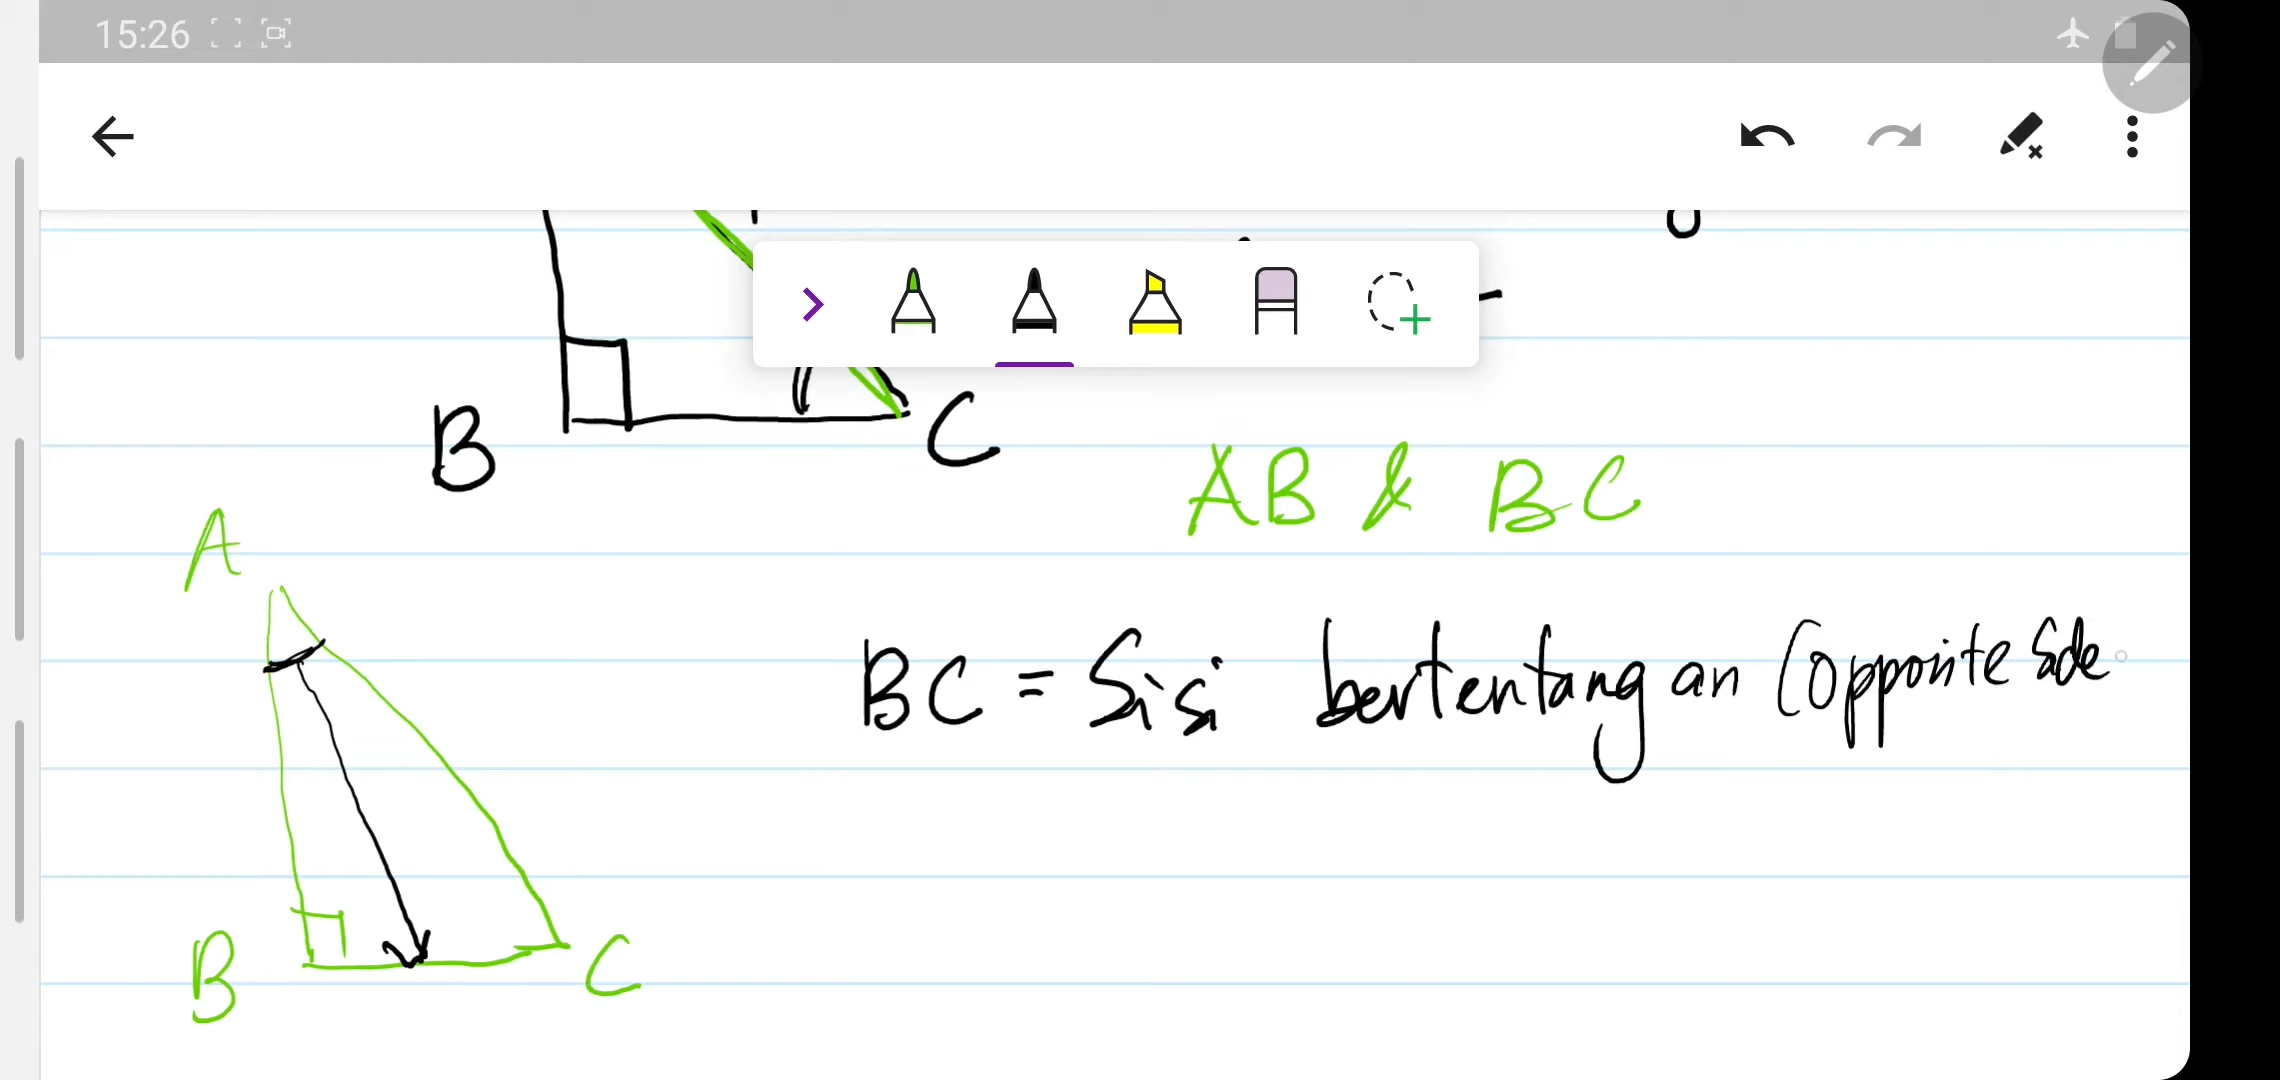 15:26
B
C
AB & BC
A
BC = Sisi bertentangan (Opposite Side
B
C